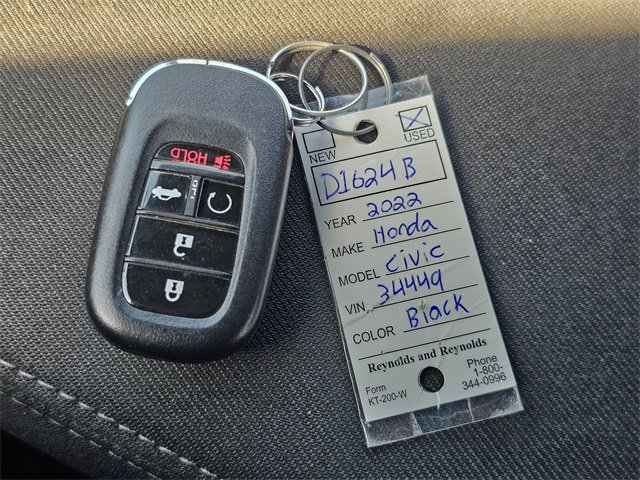 HOLD
NEW USED
D1624B
YEAR 2022
MAKE Honda
MODEL Civic
VIN 34449
COLOR Black
Reynolds and Reynolds
Form
KT-200-W
Phone
1-800-
344-0996